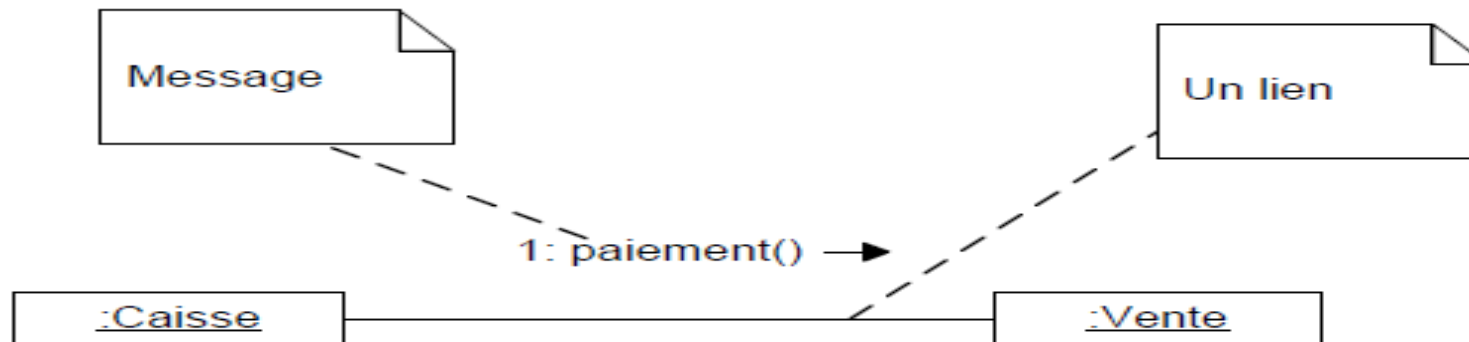 Message
Un lien
1: paiement()
:Caisse
:Vente